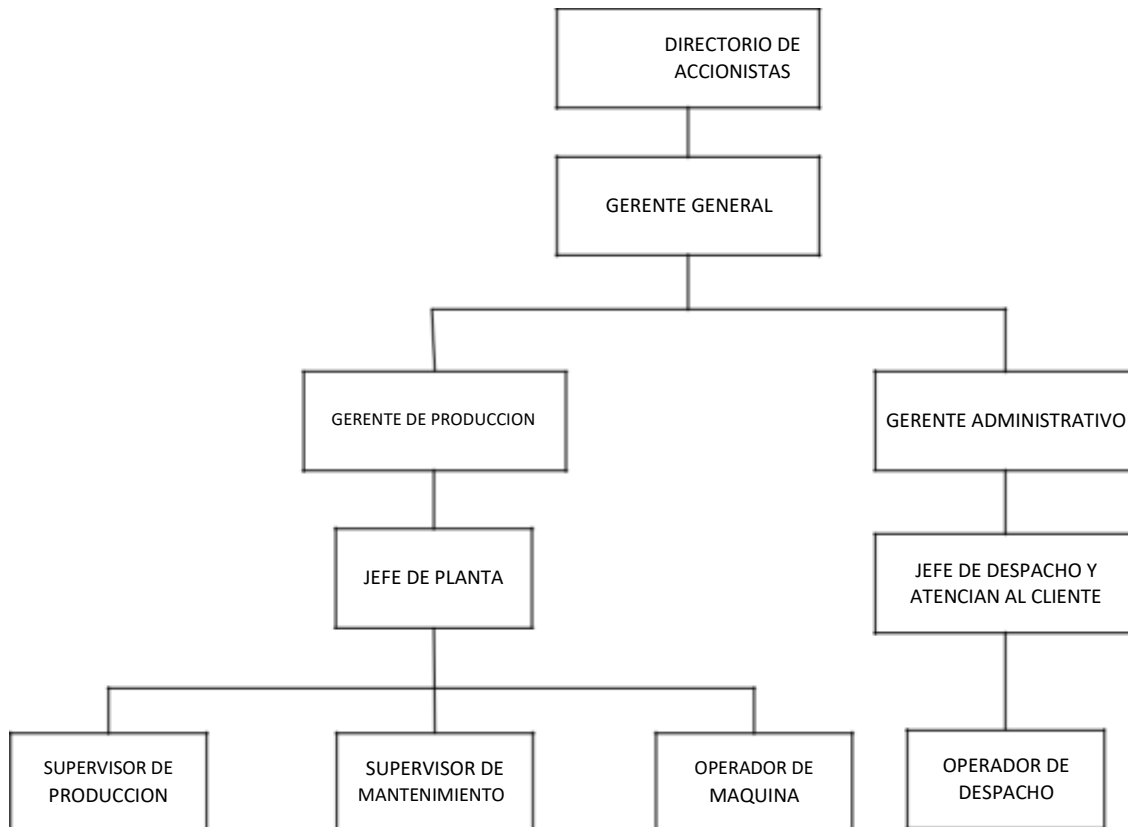 DIRECTORIO DE
ACCIONISTAS
GERENTE GENERAL
GERENTE DE PRODUCCION
GERENTE ADMINISTRATIVO
JEFE DE PLANTA
JEFE DE DESPACHO Y
ATENCIAN AL CLIENTE
SUPERVISOR DE
PRODUCCION
SUPERVISOR DE
MANTENIMIENTO
OPERADOR DE
MAQUINA
OPERADOR DE
DESPACHO